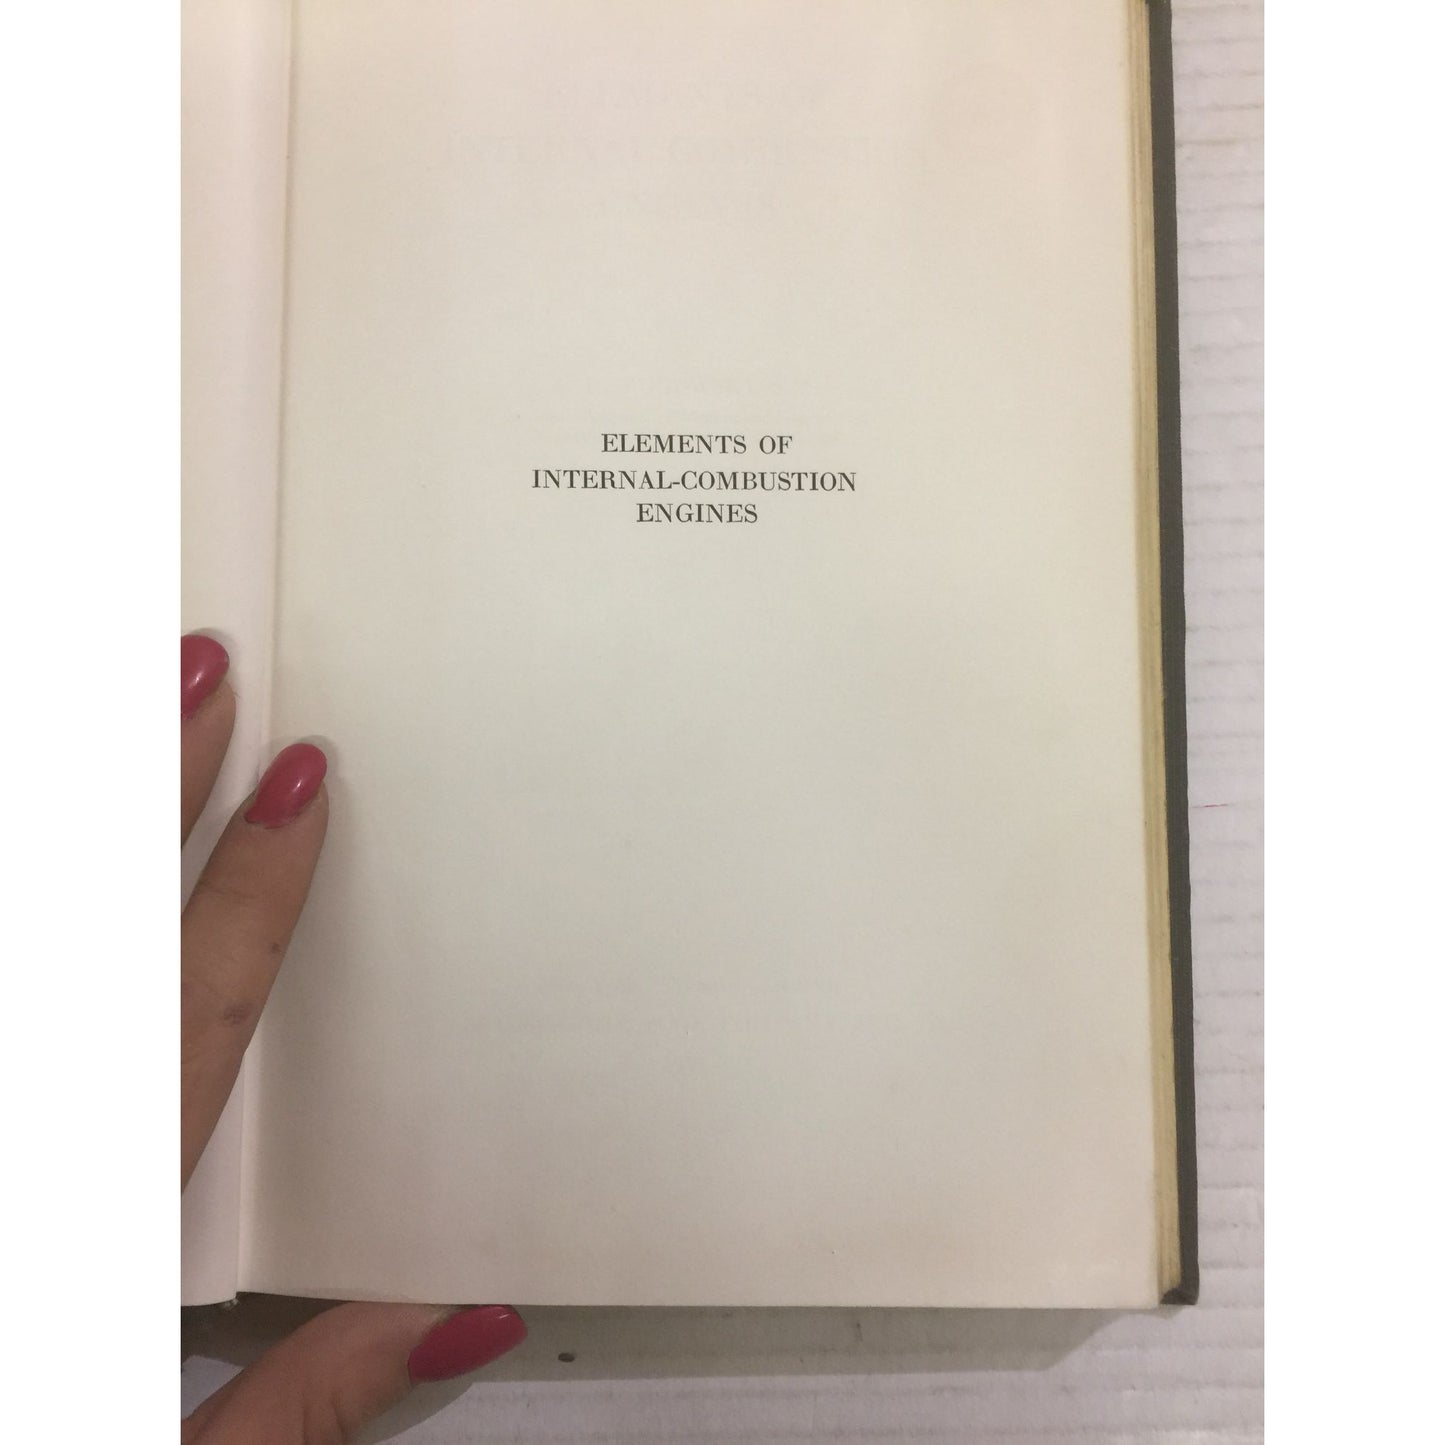 ELEMENTS OF
INTERNAL-COMBUSTION
ENGINES